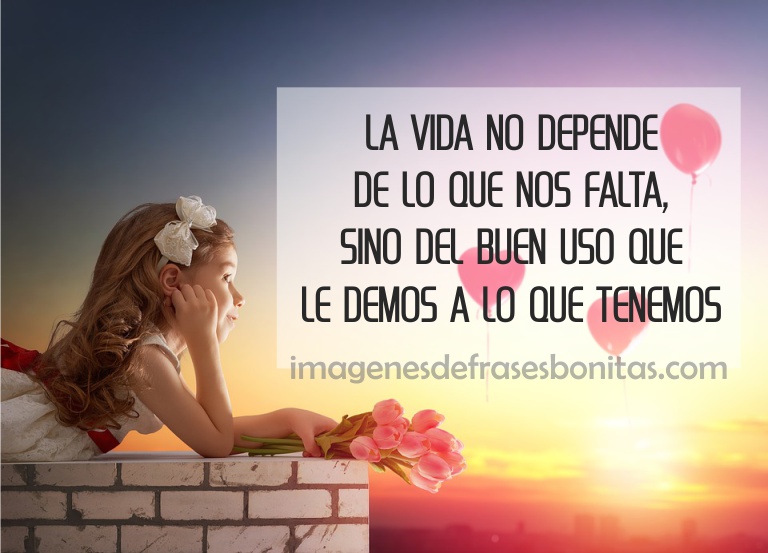 LA VIDA NO DEPENDE
DE LO QUE NOS FALTA,
SINO DEL BUEN USO QUE
LE DEMOS A LO QUE TENEMOS
imagenesdefrasesbonitas.com